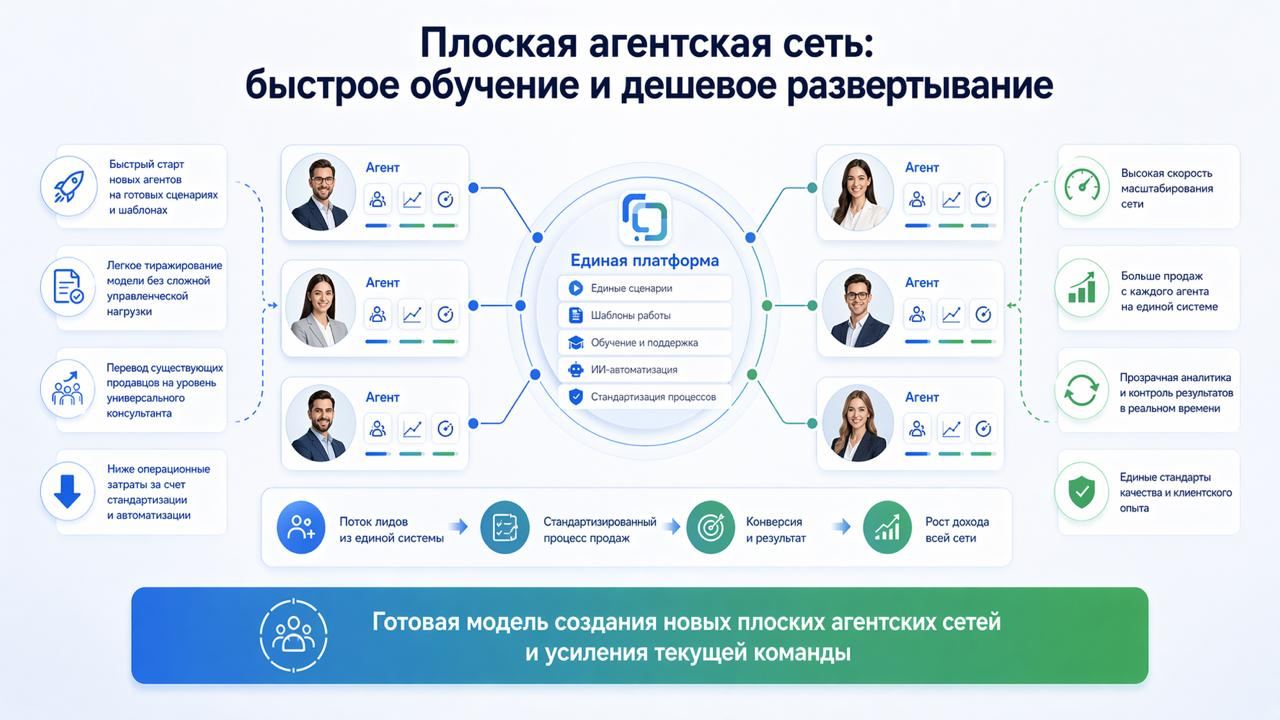 Плоская агентская сеть:
быстрое обучение и дешевое развертывание
Быстрый старт
новых агентов
на готовых сценариях
и шаблонах
Легкое тиражирование
модели без сложной
управленческой
нагрузки
Перевод существующих
продавцов на уровень
универсального
консультанта
Ниже операционные
затраты за счет
стандартизации
и автоматизации
Агент
Агент
Агент
Единая платформа
Единые сценарии
Шаблоны работы
Обучение и поддержка
ИИ-автоматизация
Стандартизация процессов
Агент
Агент
Агент
Высокая скорость
масштабирования
сети
Больше продаж
с каждого агента
на единой системе
Прозрачная аналитика
и контроль результатов
в реальном времени
Единые стандарты
качества и клиентского
опыта
Поток лидов
из единой системы
Стандартизированный
процесс продаж
Конверсия
и результат
Рост дохода
всей сети
Готовая модель создания новых плоских агентских сетей
и усиления текущей команды